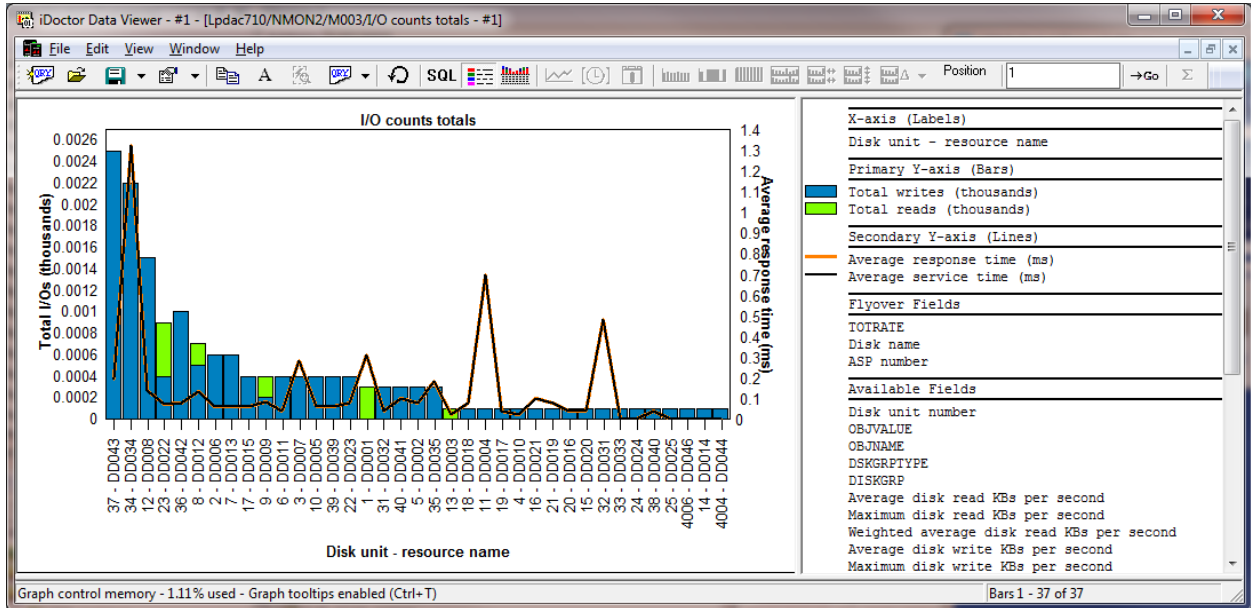 iDoctor Data Viewer - #1 - [Lpdac710/NMON2/M003/I/O counts totals - #1]
File Edit View Window Help
QRY A QRY SQL Position 1 Go Σ
I/O counts totals
Total I/Os (thousands)
0.0026
0.0024
0.0022
0.002
0.0018
0.0016
0.0014
0.0012
0.001
0.0008
0.0006
0.0004
0.0002
0
1.4
1.3
1.2
1.1
1
0.9
0.8
0.7
0.6
0.5
0.4
0.3
0.2
0.1
0
Average response time (ms)
37 - DD043
34 - DD034
12 - DD008
23 - DD022
36 - DD042
8 - DD012
2 - DD006
7 - DD013
17 - DD015
9 - DD009
6 - DD011
3 - DD007
10 - DD005
39 - DD039
22 - DD023
1 - DD001
31 - DD032
40 - DD041
5 - DD002
35 - DD035
13 - DD003
18 - DD018
11 - DD004
19 - DD017
4 - DD010
16 - DD021
21 - DD019
20 - DD016
15 - DD020
32 - DD031
33 - DD033
24 - DD024
38 - DD040
25 - DD025
4006 - DD046
14 - DD014
4004 - DD044
Disk unit - resource name
X-axis (Labels)
Disk unit - resource name
Primary Y-axis (Bars)
Total writes (thousands)
Total reads (thousands)
Secondary Y-axis (Lines)
Average response time (ms)
Average service time (ms)
Flyover Fields
TOTRATE
Disk name
ASP number
Available Fields
Disk unit number
OBJVALUE
OBJNAME
DSKGRPTYPE
DISKGRP
Average disk read KBs per second
Maximum disk read KBs per second
Weighted average disk read KBs per second
Average disk write KBs per second
Maximum disk write KBs per second
Graph control memory - 1.11% used - Graph tooltips enabled (Ctrl+T)
Bars 1 - 37 of 37